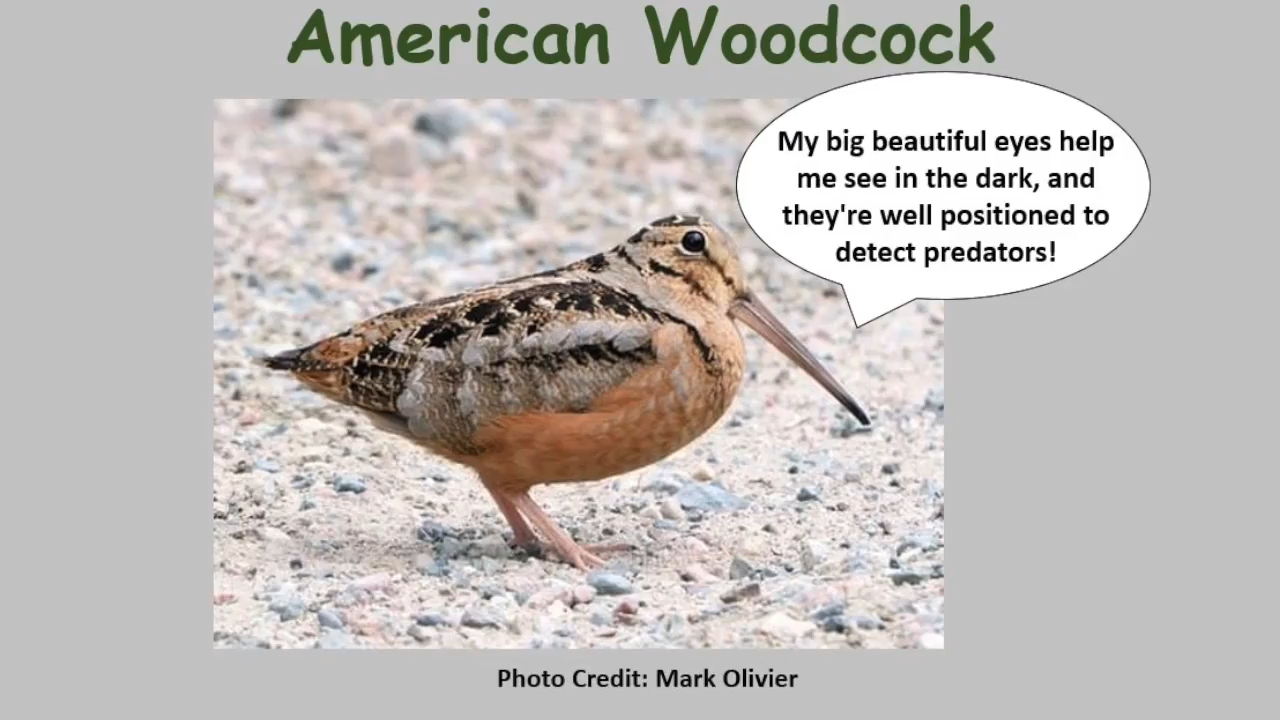 American Woodcock
My big beautiful eyes help
me see in the dark, and
they're well positioned to
detect predators!
Photo Credit: Mark Olivier